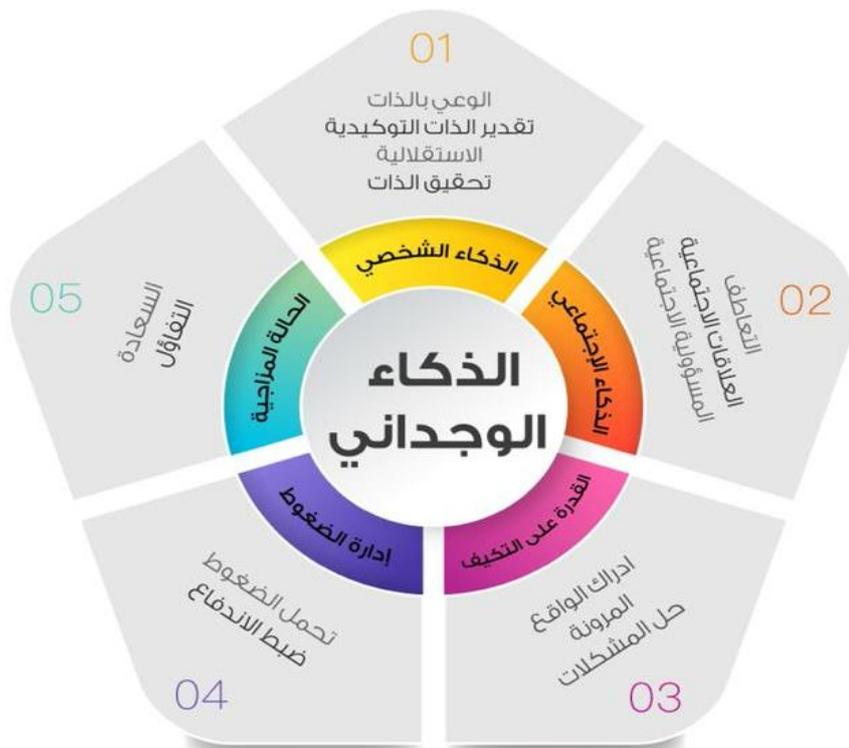 الذكاء
الوجداني
01
الوعي بالذات
تقدير الذات التوكيدية
الاستقلالية
تحقيق الذات
الذكاء الشخصي
02
التعاطف
العلاقات الاجتماعية
المسؤولية الاجتماعية
الذكاء الإجتماعي
03
ادراك الواقع
المرونة
حل المشكلات
القدرة على التكيف
04
تحمل الضغوط
ضبط الاندفاع
إدارة الضغوط
05
السعادة
التفاؤل
الحالة المزاجية